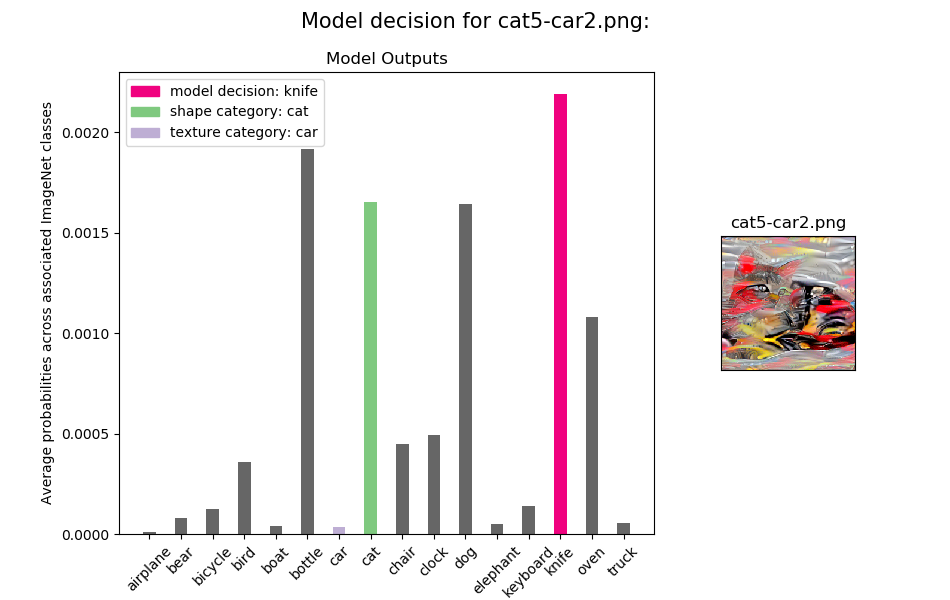 Model decision for cat5-car2.png:
Model Outputs
model decision: knife
shape category: cat
texture category: car
Average probabilities across associated ImageNet classes
0.0020
0.0015
0.0010
0.0005
0.0000
airplane
bear
bicycle
bird
boat
bottle
car
cat
chair
clock
dog
elephant
keyboard
knife
oven
truck
cat5-car2.png